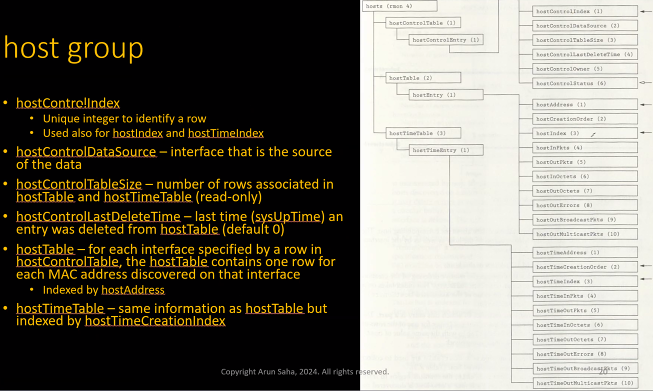 host group
• hostControlIndex
• Unique integer to identify a row
• Used also for hostIndex and hostTimeIndex
• hostControlDataSource – interface that is the source
of the data
• hostControlTableSize – number of rows associated in
hostTable and hostTimeTable (read-only)
• hostControlLastDeleteTime – last time (sysUpTime) an
entry was deleted from hostTable (default 0)
• hostTable – for each interface specified by a row in
hostControlTable, the hostTable contains one row for
each MAC address discovered on that interface
• Indexed by hostAddress
• hostTimeTable – same information as hostTable but
indexed by hostTimeCreationIndex
hosts (rmon 4)
hostControlTable (1)
hostControlEntry (1)
hostControlIndex (1)
hostControlDataSource (2)
hostControlTableSize (3)
hostControlLastDeleteTime (4)
hostControlOwner (5)
hostControlStatus (6)
hostTable (2)
hostEntry (1)
hostAddress (1)
hostCreationOrder (2)
hostIndex (3)
hostInPkts (4)
hostOutPkts (5)
hostInOctets (6)
hostOutOctets (7)
hostOutErrors (8)
hostOutBroadcastPkts (9)
hostOutMulticastPkts (10)
hostTimeTable (3)
hostTimeEntry (1)
hostTimeAddress (1)
hostTimeCreationOrder (2)
hostTimeIndex (3)
hostTimeInPkts (4)
hostTimeOutPkts (5)
hostTimeInOctets (6)
hostTimeOutOctets (7)
hostTimeOutErrors (8)
hostTimeOutBroadcastPkts (9)
hostTimeOutMulticastPkts (10)
Copyright Arun Saha, 2024. All rights reserved.